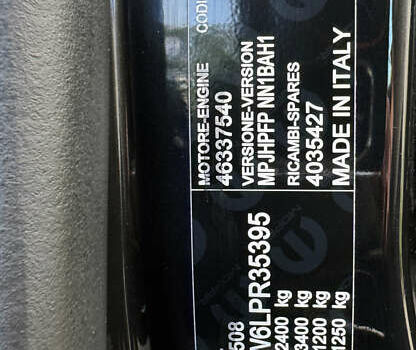 508
V6LPR35395
2400 kg
3400 kg
1200 kg
1250 kg
CODI
MOTORE-ENGINE
46337540
VERSIONE-VERSION
MPJHPFP NN1BAH1
RICAMBI-SPARES
4035427
MADE IN ITALY